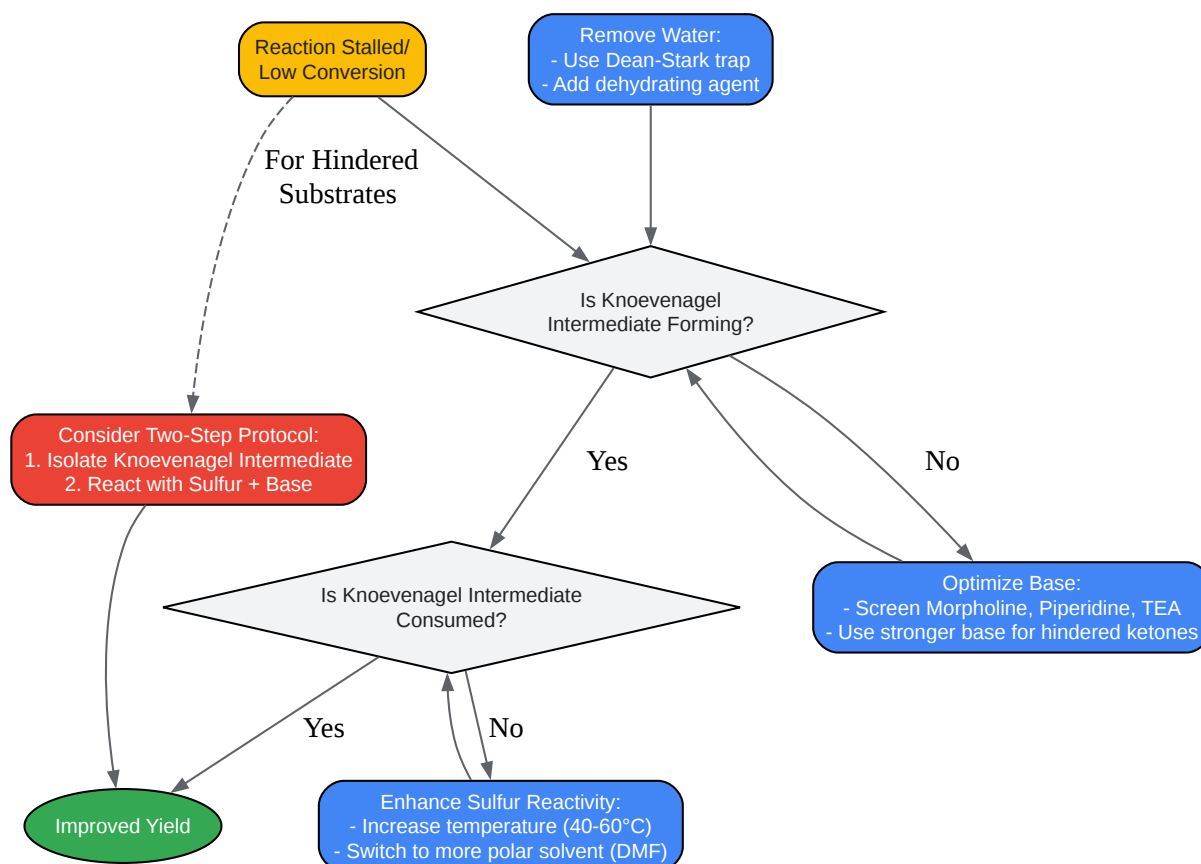 Reaction Stalled/
Low Conversion
Remove Water:
- Use Dean-Stark trap
- Add dehydrating agent
For Hindered
Substrates
Is Knoevenagel
Intermediate Forming?
Consider Two-Step Protocol:
1. Isolate Knoevenagel Intermediate
2. React with Sulfur + Base
Yes
No
Is Knoevenagel Intermediate
Consumed?
Optimize Base:
- Screen Morpholine, Piperidine, TEA
- Use stronger base for hindered ketones
Yes
No
Improved Yield
Enhance Sulfur Reactivity:
- Increase temperature (40-60°C)
- Switch to more polar solvent (DMF)